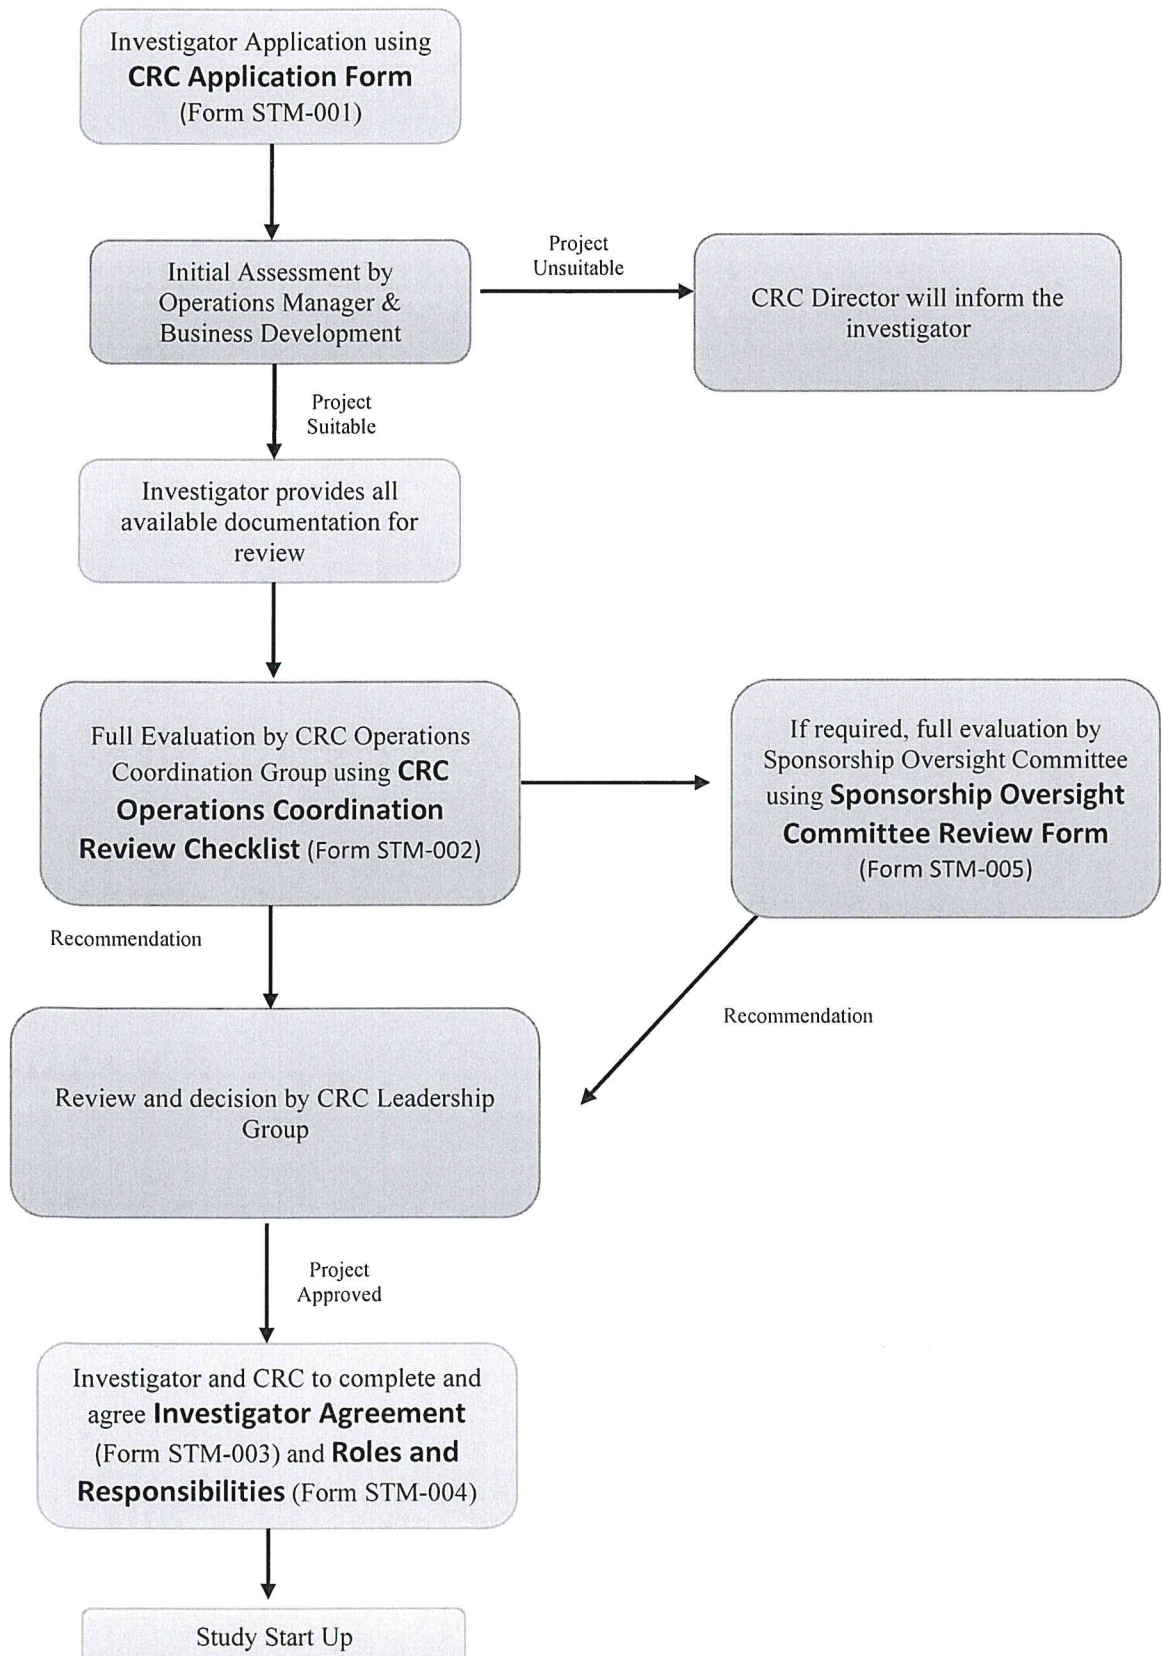 Investigator Application using
CRC Application Form
(Form STM-001)
Initial Assessment by
Operations Manager &
Business Development
Project
Unsuitable
CRC Director will inform the
investigator
Project
Suitable
Investigator provides all
available documentation for
review
Full Evaluation by CRC Operations
Coordination Group using CRC
Operations Coordination
Review Checklist (Form STM-002)
If required, full evaluation by
Sponsorship Oversight Committee
using Sponsorship Oversight
Committee Review Form
(Form STM-005)
Recommendation
Recommendation
Review and decision by CRC Leadership
Group
Project
Approved
Investigator and CRC to complete and
agree Investigator Agreement
(Form STM-003) and Roles and
Responsibilities (Form STM-004)
Study Start Up